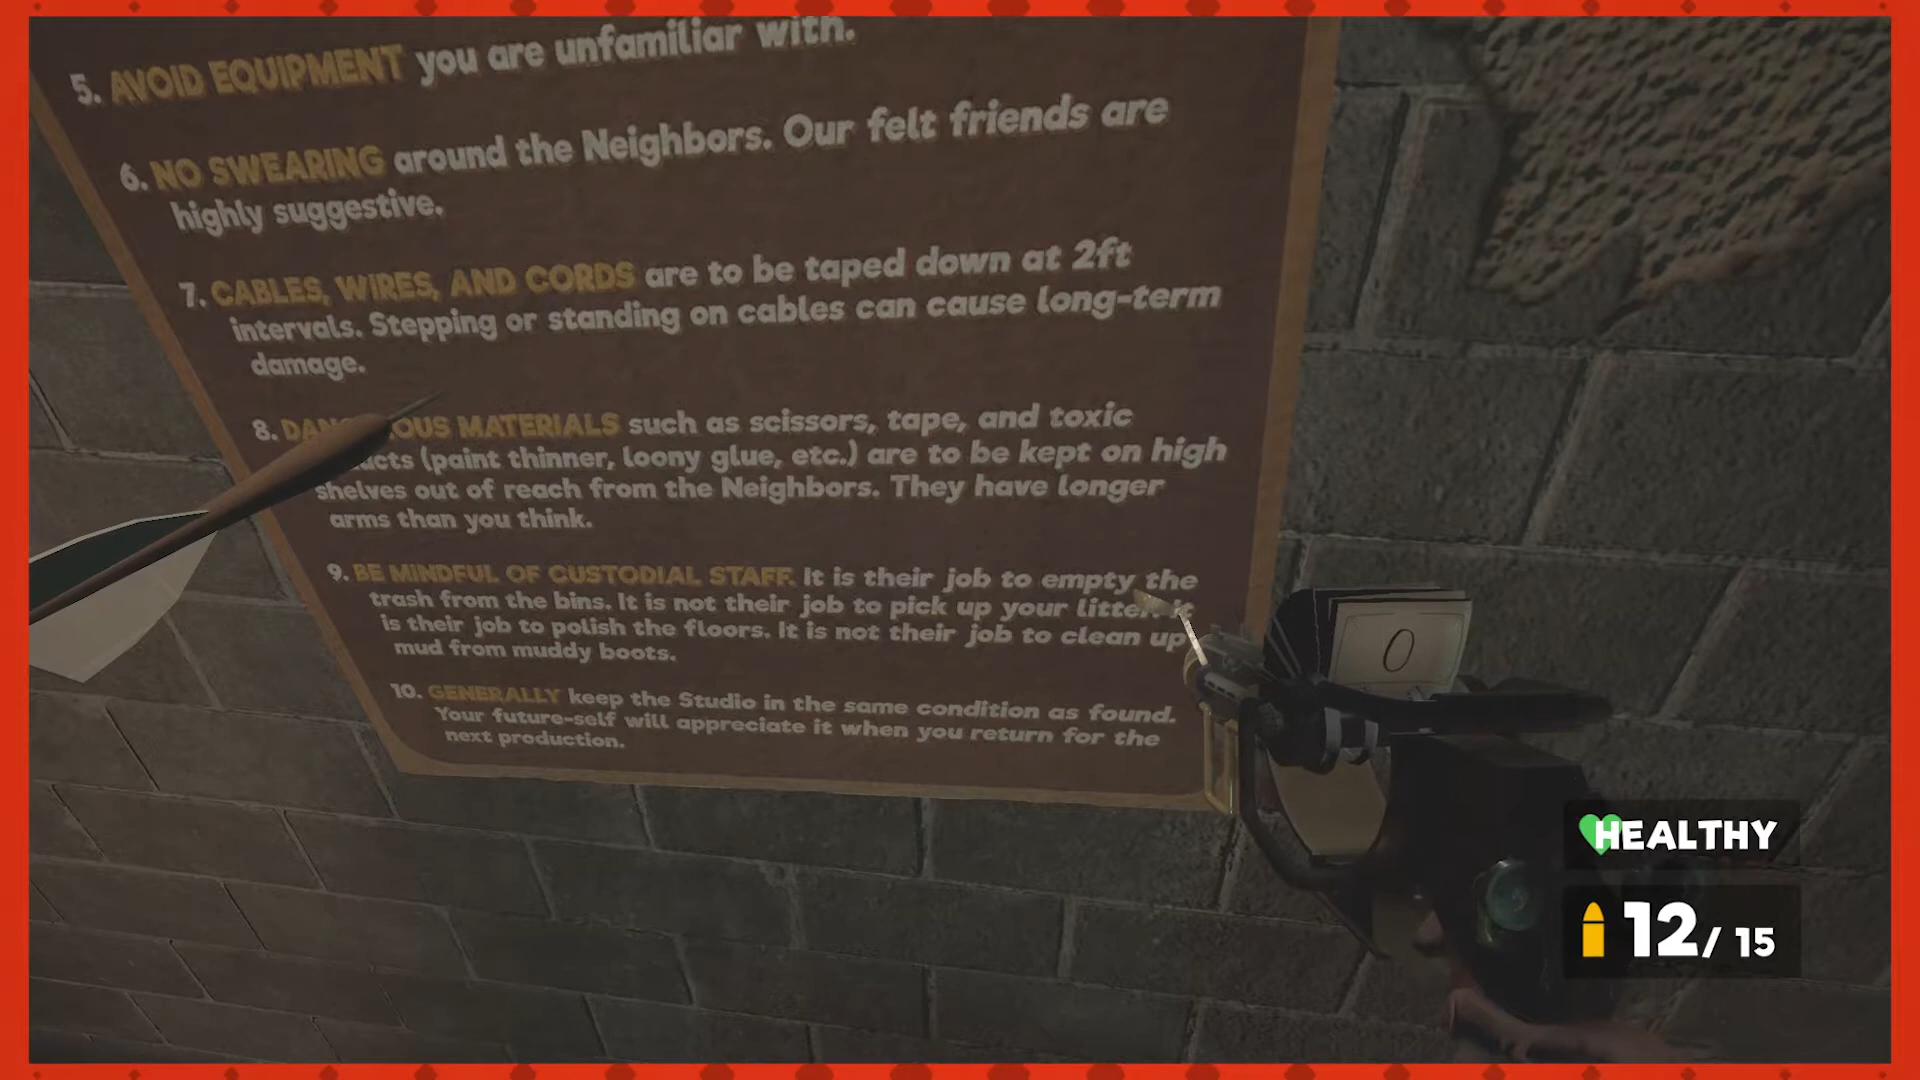 5. AVOID EQUIPMENT you are unfamiliar with.
6. NO SWEARING around the Neighbors. Our felt friends are
highly suggestive.
7. CABLES, WIRES, AND CORDS are to be taped down at 2ft
intervals. Stepping or standing on cables can cause long-term
damage.
8. MATERIALS such as scissors, tape, and toxic
(paint thinner, loony glue, etc.) are to be kept on high
shelves out of reach from the Neighbors. They have longer
arms than you think.
9. BE MINDFUL OF CUSTODIAL STAFF. It is their job to empty the
trash from the bins. It is not their job to pick up your litter. It
is their job to polish the floors. It is not their job to clean up
mud from muddy boots.
10. GENERALLY keep the Studio in the same condition as found.
Your future-self will appreciate it when you return for the
next production.
0
HEALTHY
12/ 15